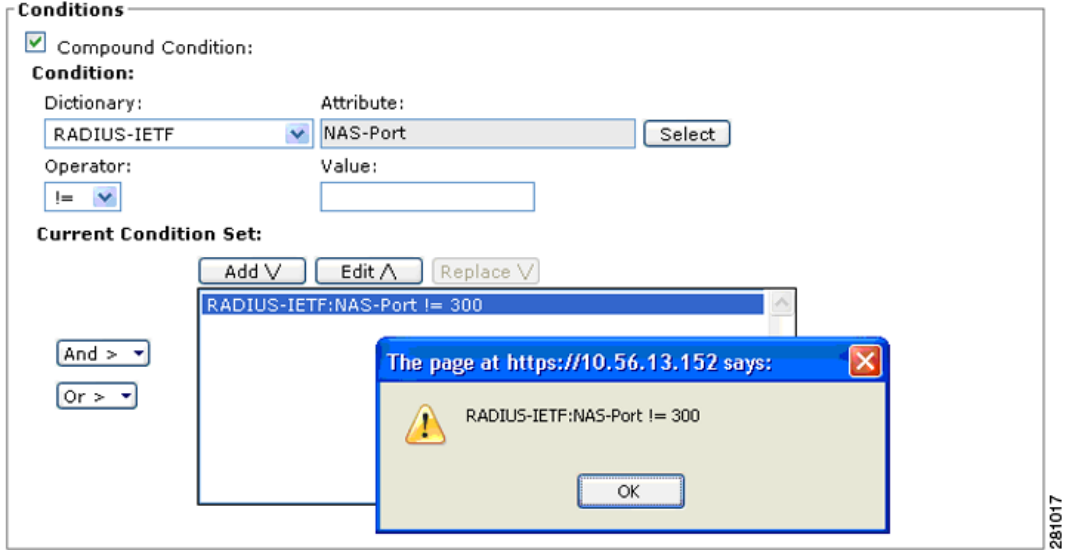 Conditions
Compound Condition:
Condition:
Dictionary:
Attribute:
RADIUS-IETF
NAS-Port
Select
Operator:
Value:
!=
Current Condition Set:
Add \/
Edit /\
Replace \/
RADIUS-IETF:NAS-Port != 300
And >
Or >
The page at https://10.56.13.152 says:
RADIUS-IETF:NAS-Port != 300
OK
281017